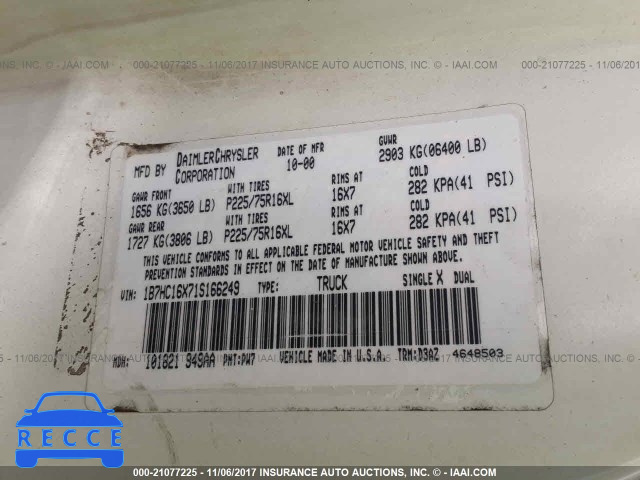 000-21077225 - 11/06/2017 INSURANCE AUTO AUCTIONS. - © IAAI.COM
MFD BY DAIMLERCHRYSLER CORPORATION
DATE OF MFR 10-00
GVWR 2903 KG(06400 LB)
GAWR FRONT WITH TIRES RIMS AT COLD
1656 KG(3650 LB) P225/75R16XL 16X7 282 KPA(41 PSI)
GAWR REAR WITH TIRES RIMS AT COLD
1727 KG(3806 LB) P225/75R16XL 16X7 282 KPA(41 PSI)
THIS VEHICLE CONFORMS TO ALL APPLICABLE FEDERAL MOTOR VEHICLE SAFETY AND THEFT
PREVENTION STANDARDS IN EFFECT ON THE DATE OF MANUFACTURE SHOWN ABOVE.
VIN: 1B7HC16X71S166249 TYPE: TRUCK SINGLE X DUAL
MDH: 101821 949AA PNT:PW7 VEHICLE MADE IN U.S.A. TRM:D3AZ 4648503
RECCE
000-21077225 - 11/06/2017 INSURANCE AUTO AUCTIONS. - © IAAI.COM